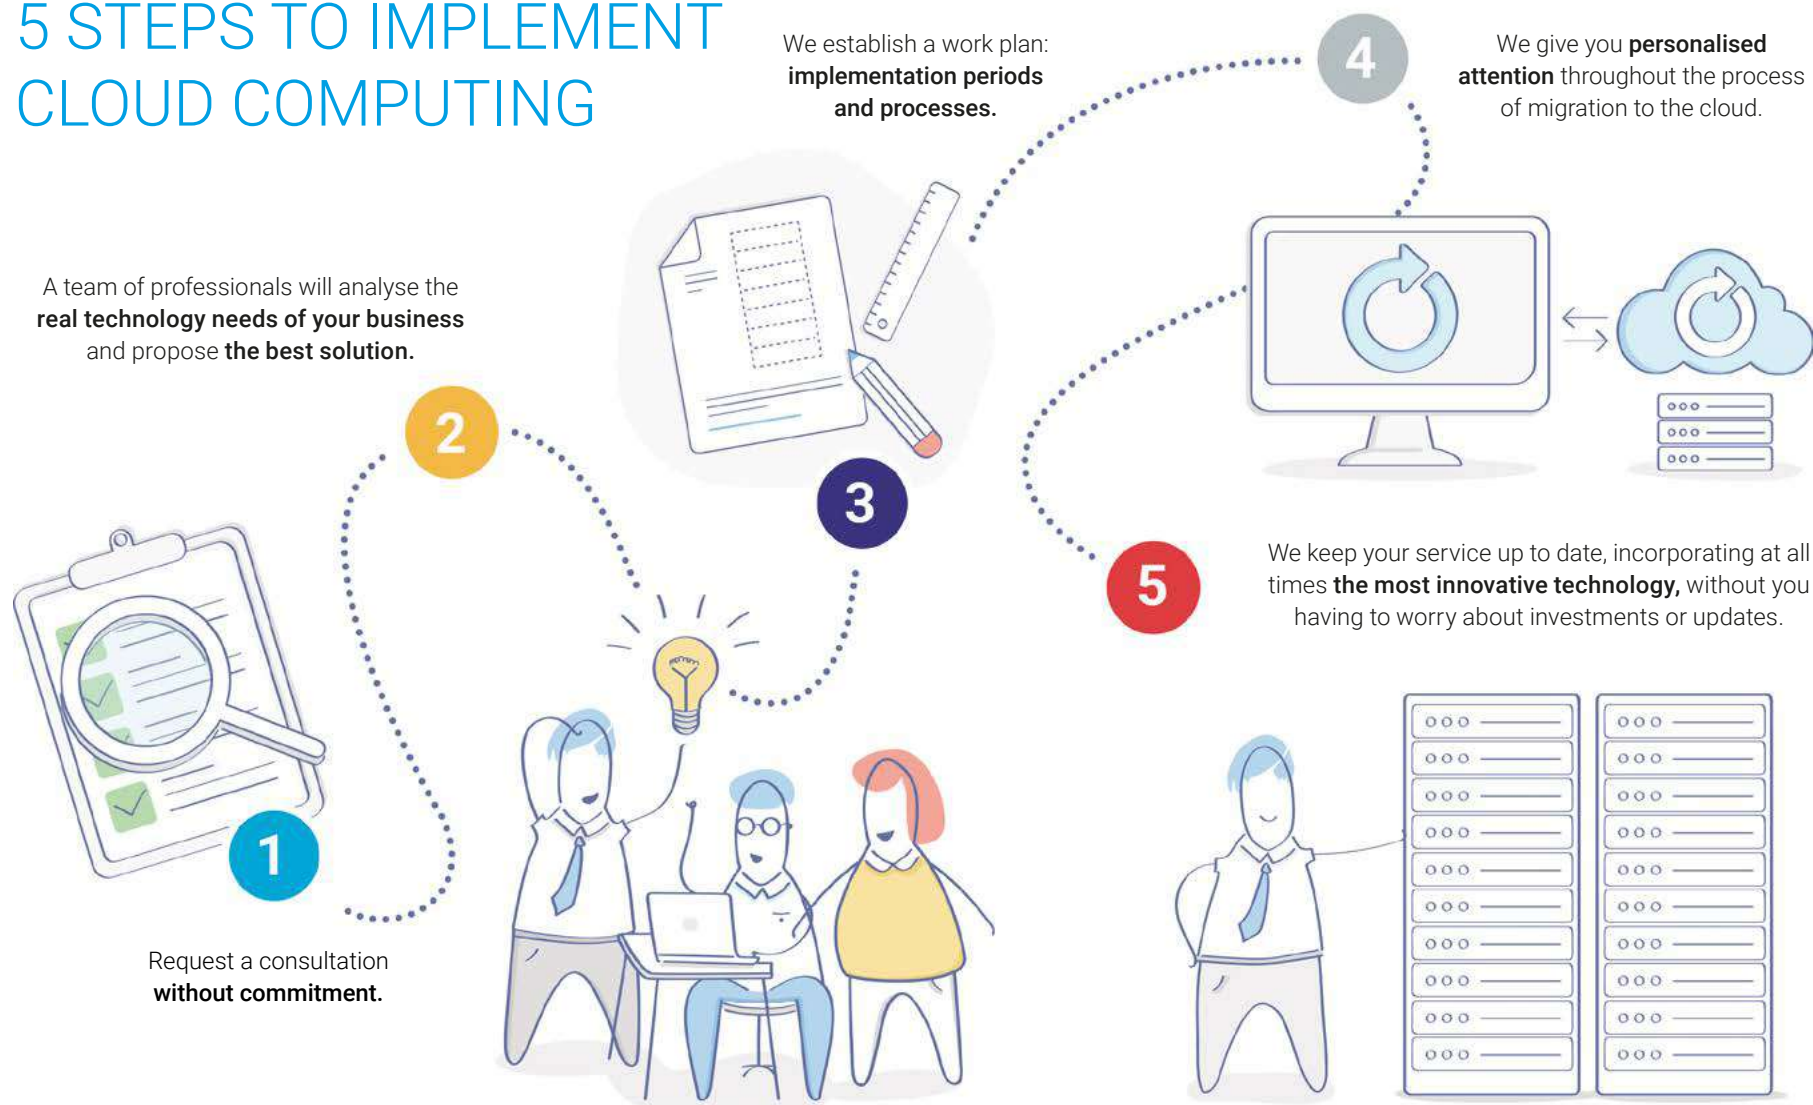 5 STEPS TO IMPLEMENT
CLOUD COMPUTING
1
Request a consultation
without commitment.
2
A team of professionals will analyse the
real technology needs of your business
and propose the best solution.
3
We establish a work plan:
implementation periods
and processes.
4
We give you personalised
attention throughout the process
of migration to the cloud.
5
We keep your service up to date, incorporating at all
times the most innovative technology, without you
having to worry about investments or updates.